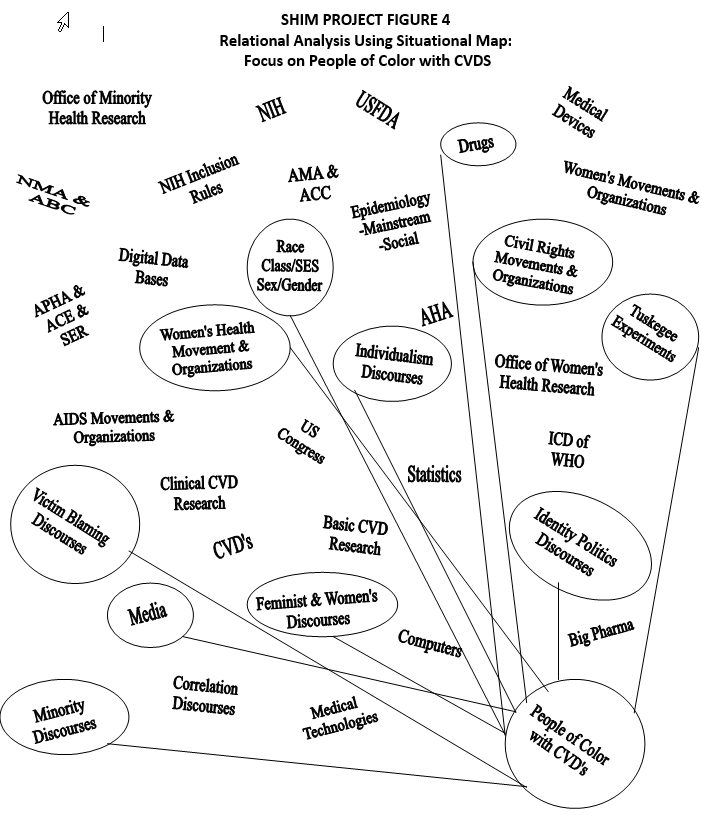 SHIM PROJECT FIGURE 4
Relational Analysis Using Situational Map:
Focus on People of Color with CVDS
Office of Minority
Health Research
NIH
USFDA
Medical
Devices
Drugs
NMA &
ABC
NIH Inclusion
Rules
AMA &
ACC
Epidemiology
-Mainstream
-Social
Women's Movements &
Organizations
Digital Data
Bases
Race
Class/SES
Sex/Gender
Civil Rights
Movements &
Organizations
APHA &
ACE &
SER
Women's Health
Movement &
Organizations
AHA
Individualism
Discourses
Tuskegee
Experiments
Office of Women's
Health Research
AIDS Movements &
Organizations
US
Congress
ICD of
WHO
Statistics
Clinical CVD
Research
Victim Blaming
Discourses
CVD's
Basic CVD
Research
Identity Politics
Discourses
Media
Feminist & Women's
Discourses
Computers
Big Pharma
Minority
Discourses
Correlation
Discourses
Medical
Technologies
People of Color
with CVD's